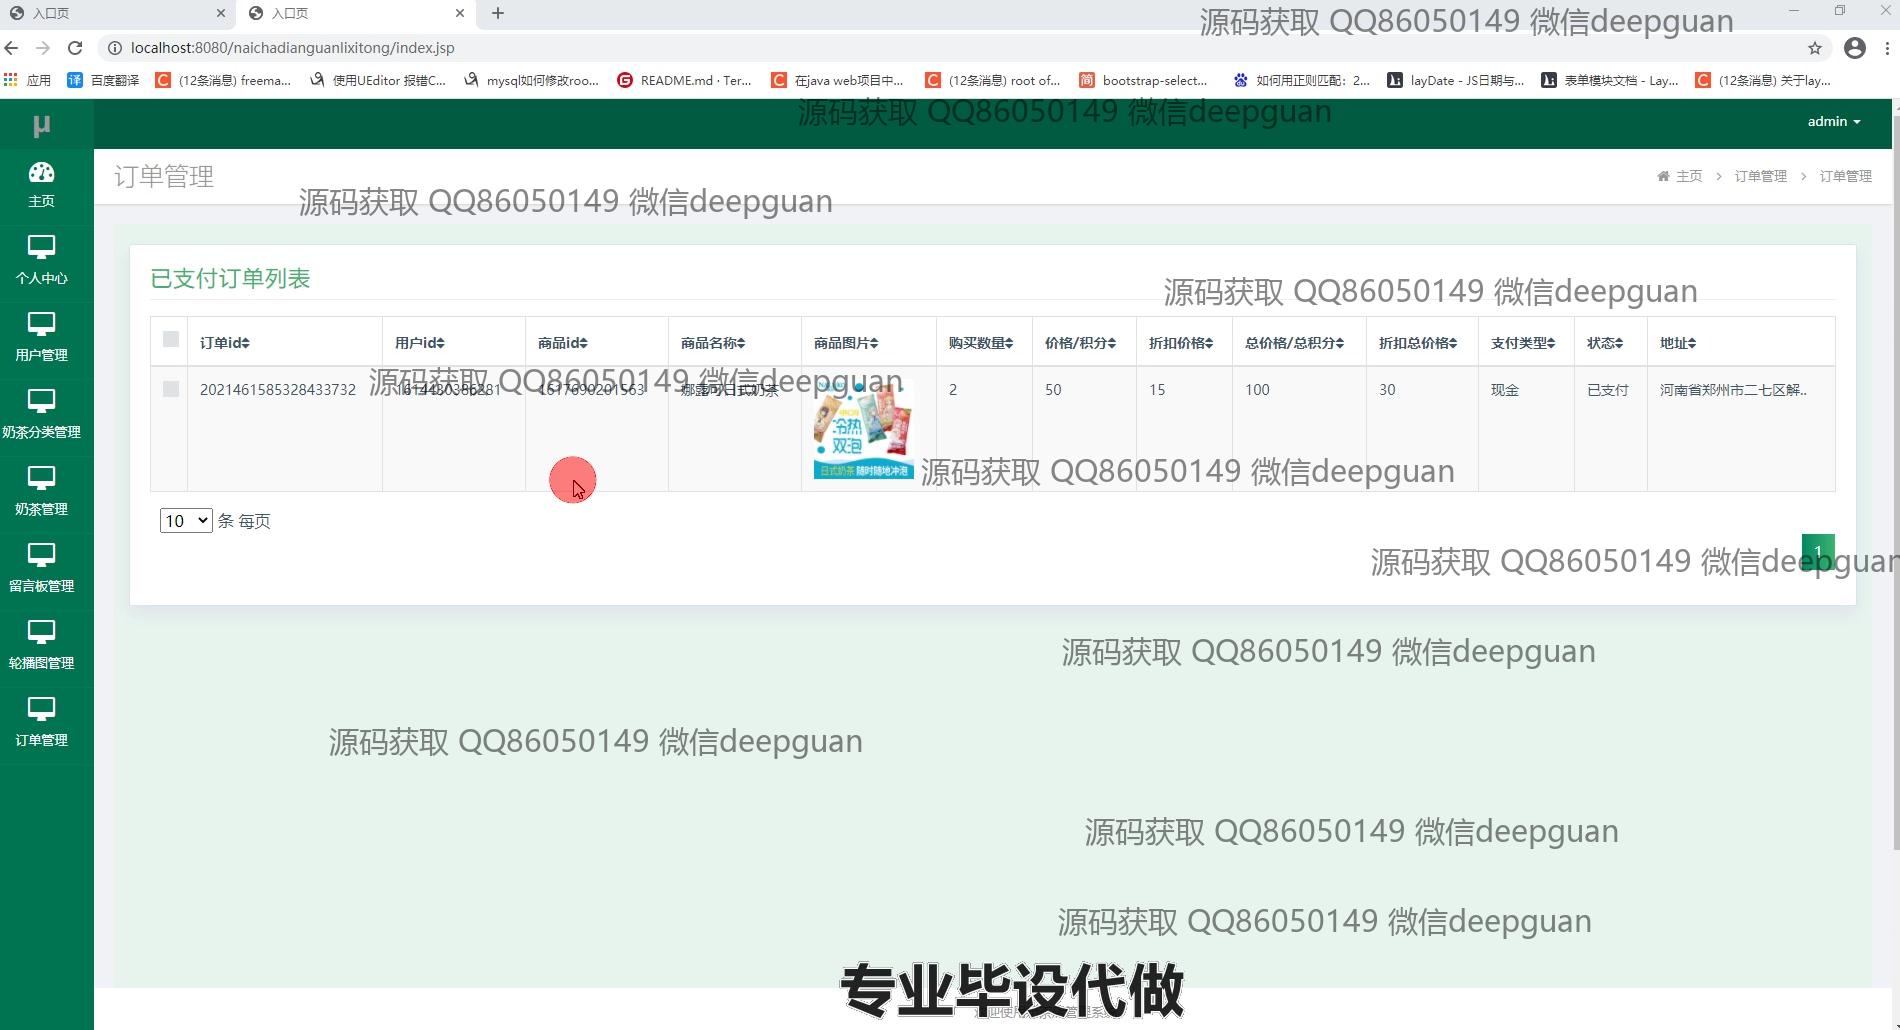 入口页
入口页
源码获取 QQ86050149 微信deepguan
localhost:8080/naichadianguanlixitong/index.jsp
应用
百度翻译
(12条消息) freema...
使用UEditor 报错C...
mysql如何修改roo...
README.md · Ter...
在java web项目中...
(12条消息) root of...
bootstrap-select...
如何用正则匹配：2...
layDate - JS日期与...
表单模块文档 - Lay...
(12条消息) 关于lay...
μ
源码获取 QQ86050149 微信deepguan
admin
订单管理
源码获取 QQ86050149 微信deepguan
主页 > 订单管理 > 订单管理
主页
个人中心
用户管理
奶茶分类管理
奶茶管理
留言板管理
轮播图管理
订单管理
已支付订单列表
源码获取 QQ86050149 微信deepguan
订单id 用户id 商品id 商品名称 商品图片 购买数量 价格/积分 折扣价格 总价格/总积分 折扣总价格 支付类型 状态 地址
源码获取 QQ86050149 微信deepguan
2021461585328433732 1614480386281 1617690201563 娜露可日式奶茶 2 50 15 100 30 现金 已支付 河南省郑州市二七区解..
冷热
双泡
日式奶茶 随时随地冲泡
源码获取 QQ86050149 微信deepguan
10 条 每页
1
源码获取 QQ86050149 微信deepguan
源码获取 QQ86050149 微信deepguan
源码获取 QQ86050149 微信deepguan
源码获取 QQ86050149 微信deepguan
源码获取 QQ86050149 微信deepguan
专业毕设代做